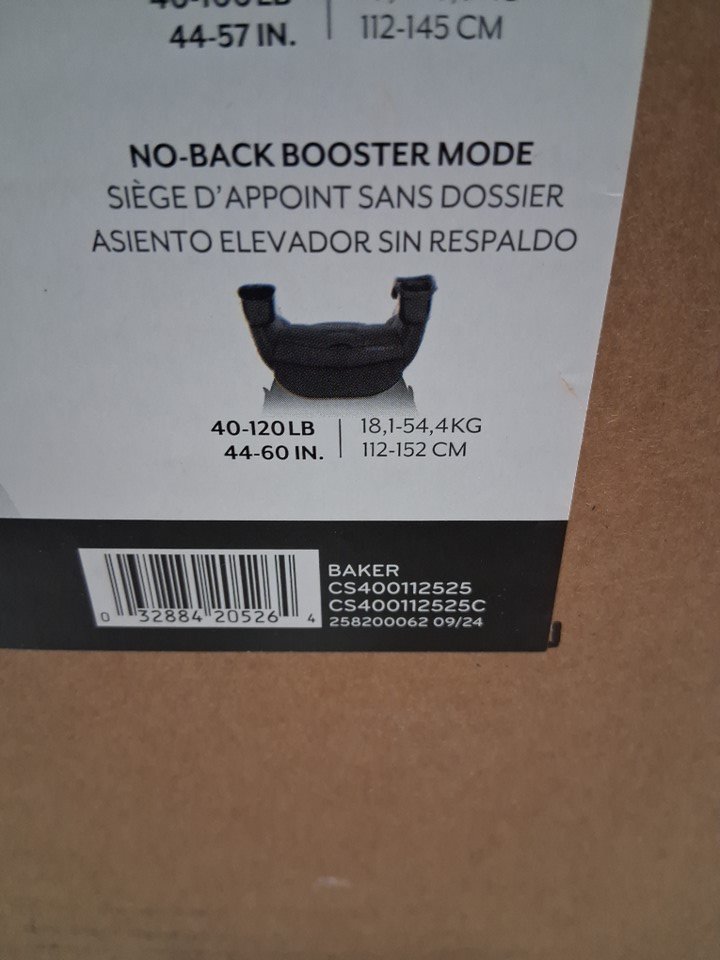 44-57 IN. | 112-145 CM
NO-BACK BOOSTER MODE
SIÈGE D'APPOINT SANS DOSSIER
ASIENTO ELEVADOR SIN RESPALDO
40-120 LB | 18,1-54,4 KG
44-60 IN. | 112-152 CM
BAKER
CS400112525
CS400112525C
258200062 09/24
0 32884 20526 4